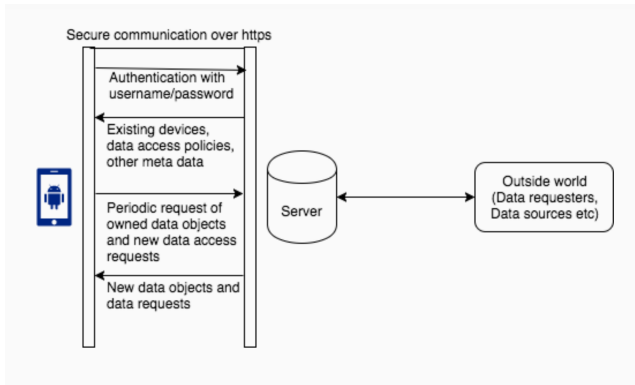 Secure communication over https
Authentication with
username/password
Existing devices,
data access policies,
other meta data
Periodic request of
owned data objects
and new data access
requests
New data objects and
data requests
Server
Outside world
(Data requesters,
Data sources etc)